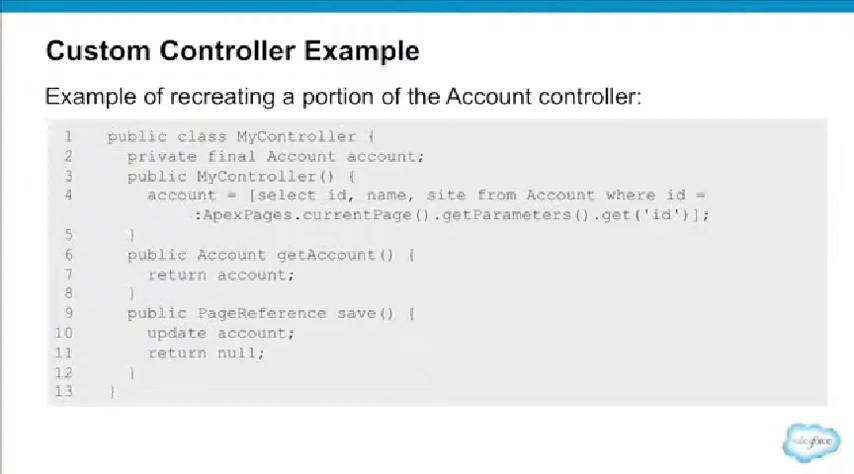 Custom Controller Example
Example of recreating a portion of the Account controller:
1 public class MyController {
2 private final Account account;
3 public MyController() {
4 account = [select id, name, site from Account where id =
:ApexPages.currentPage().getParameters().get('id')];
5 }
6 public Account getAccount() {
7 return account;
8 }
9 public PageReference save() {
10 update account;
11 return null;
12 }
13 }
salesforce